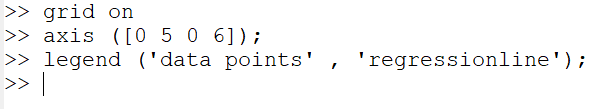 >> grid on
>> axis ([0 5 0 6]);
>> legend ('data points' , 'regressionline');
>>